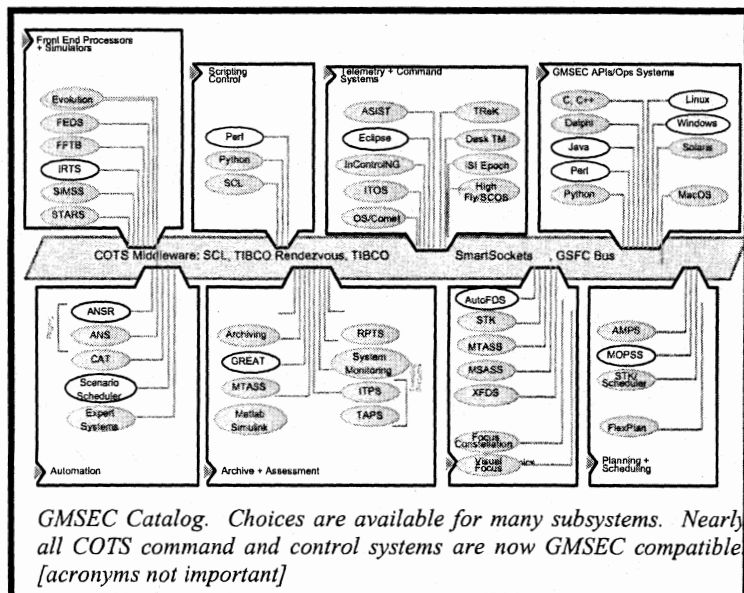 Front End Processors
+ Simulators
Evolution
FEDS
FFTB
IRTS
SIMSS
STARS
Scripting
Control
Perl
Python
SCL
Telemetry + Command
Systems
ASIST
Eclipse
InControlNG
ITOS
OS/Comet
TReK
Desk TM
SI Epoch
High
Fly/SCOS
GMSEC APIs/Ops Systems
C, C++
Delphi
Java
Perl
Python
Linux
Windows
Solaris
MacOS
COTS Middleware: SCL, TIBCO Rendezvous, TIBCO SmartSockets , GSFC Bus
ANSR
ANS
CAT
Scenario
Scheduler
Expert
Systems
Automation
Archiving
GREAT
MTASS
Matlab
Simulink
RPTS
System
Monitoring
ITPS
TAPS
Archive + Assessment
AutoFDS
STK
MTASS
MSASS
XFDS
Focus
Constellation
Visual
Focus
AMPS
MOPSS
STK/
Scheduler
FlexPlan
Planning +
Scheduling
GMSEC Catalog. Choices are available for many subsystems. Nearly
all COTS command and control systems are now GMSEC compatible
[acronyms not important]